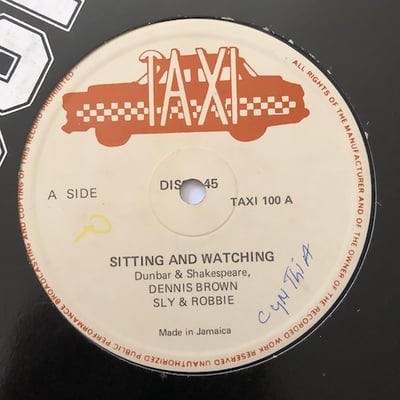 TAXI
A SIDE
DISCO 45
TAXI 100 A
SITTING AND WATCHING
Dunbar & Shakespeare,
DENNIS BROWN
SLY & ROBBIE
Made in Jamaica
CYNTHIA
ALL RIGHTS OF THE MANUFACTURER AND OF THE OWNER OF THE RECORDED WORK RESERVED UNAUTHORIZED PUBLIC PERFORMANCE BROADCASTING AND COPYING OF THIS RECORD PROHIBITED